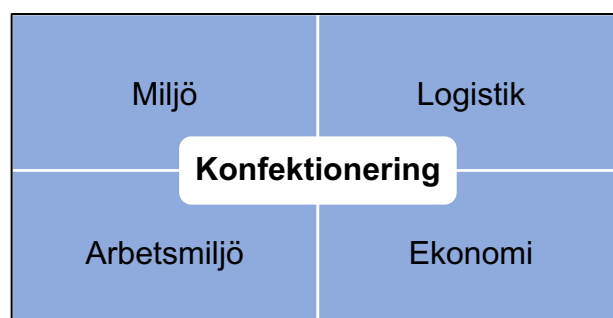 Miljö
Logistik
Konfektionering
Arbetsmiljö
Ekonomi